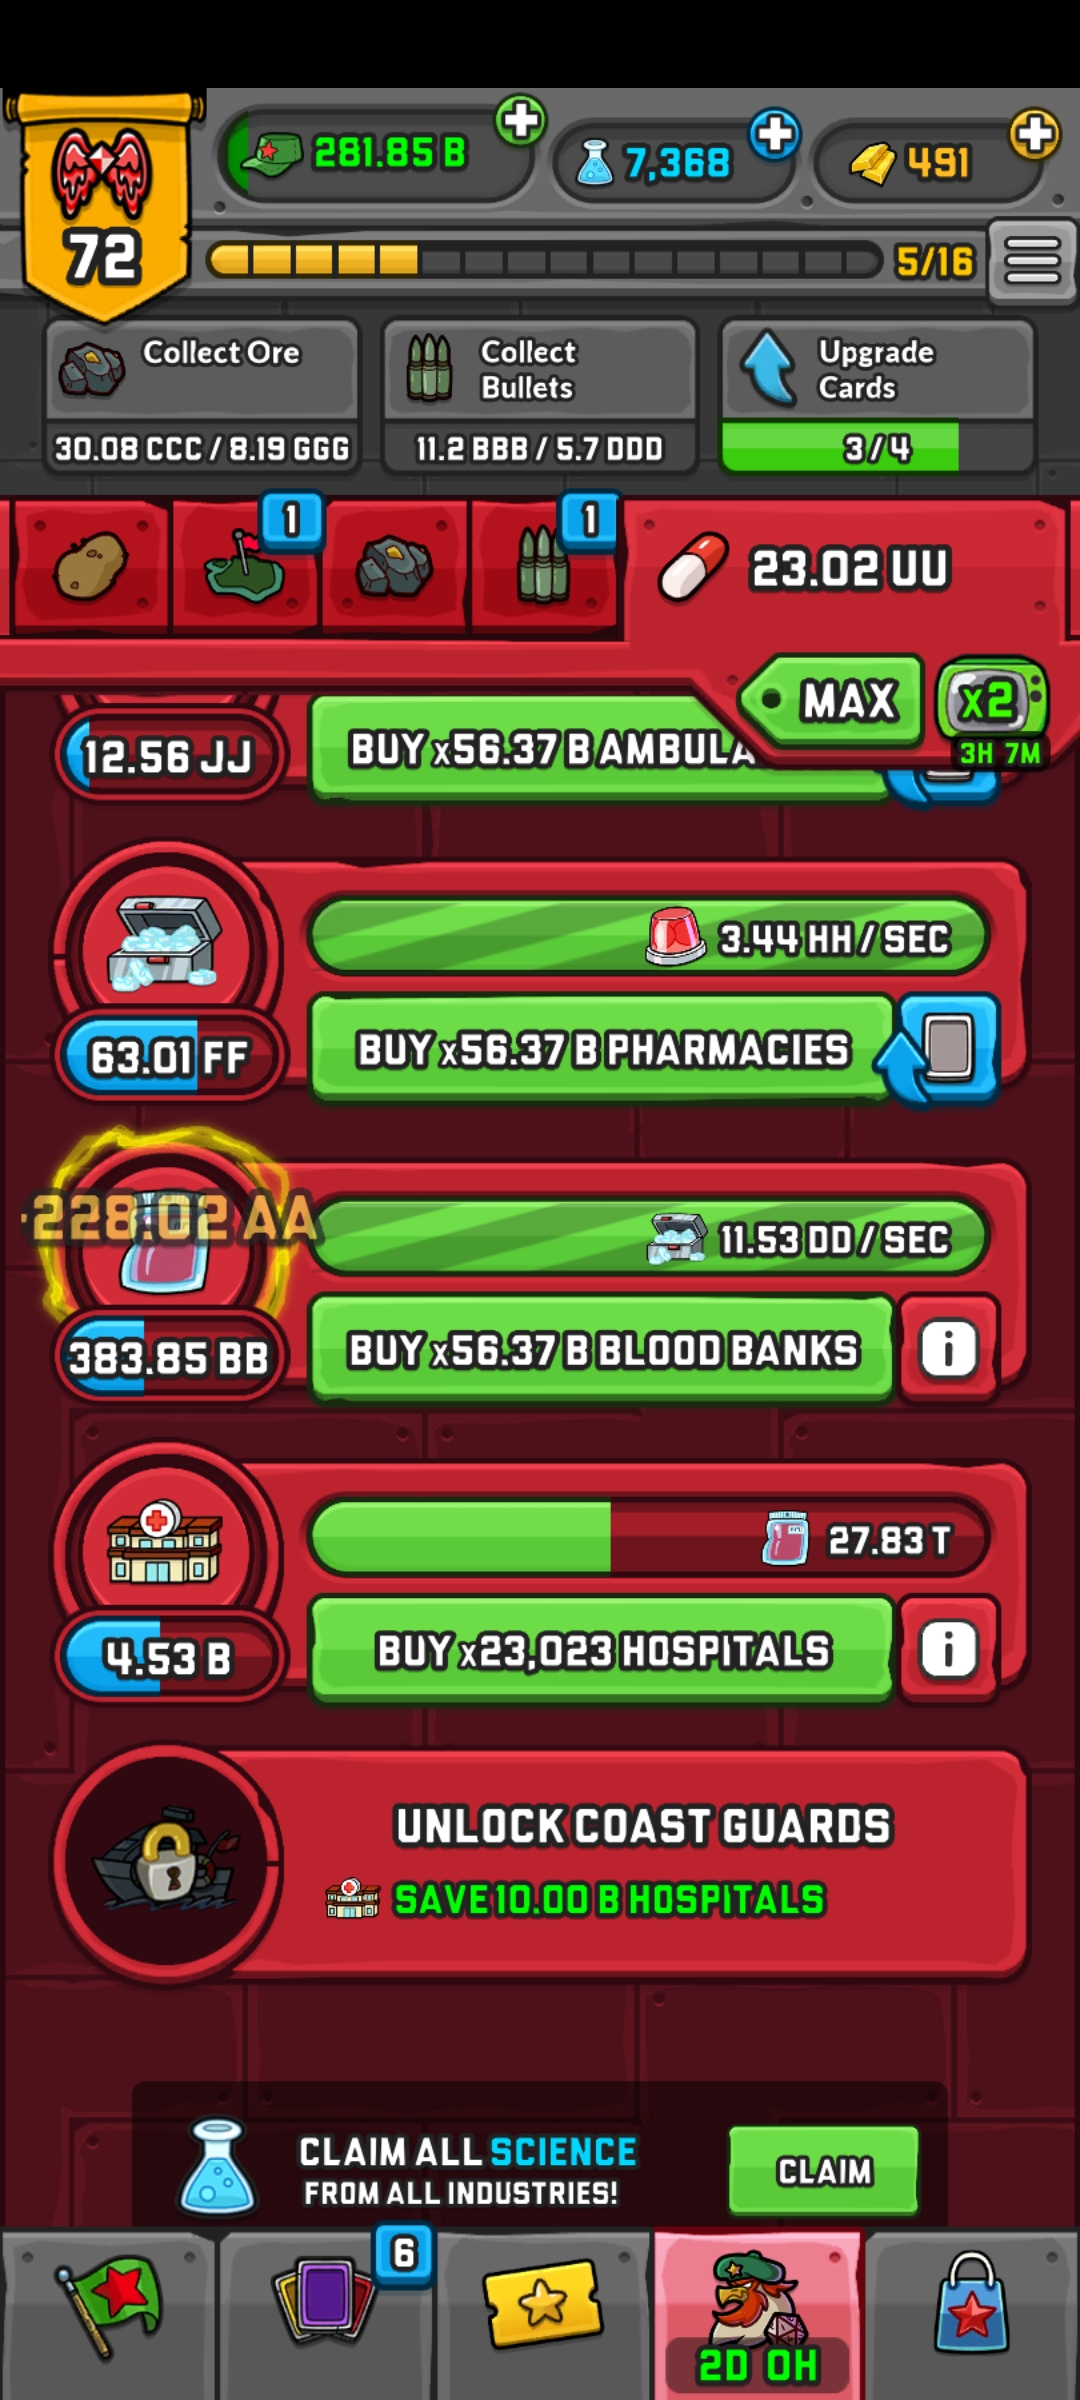 281.85 B
7,368
491
72
5/16
Collect Ore
30.08 CCC / 8.19 GGG
Collect
Bullets
11.2 BBB / 5.7 DDD
Upgrade
Cards
3/4
1
1
23.02 UU
MAX
x2
3H 7M
12.56 JJ
BUY x56.37 B AMBULA
3.44 HH / SEC
63.01 FF
BUY x56.37 B PHARMACIES
-228.02 AA
11.53 DD / SEC
383.85 BB
BUY x56.37 B BLOOD BANKS
i
27.83 T
4.53 B
BUY x23,023 HOSPITALS
i
UNLOCK COAST GUARDS
SAVE 10.00 B HOSPITALS
CLAIM ALL SCIENCE
FROM ALL INDUSTRIES!
CLAIM
6
2D 0H